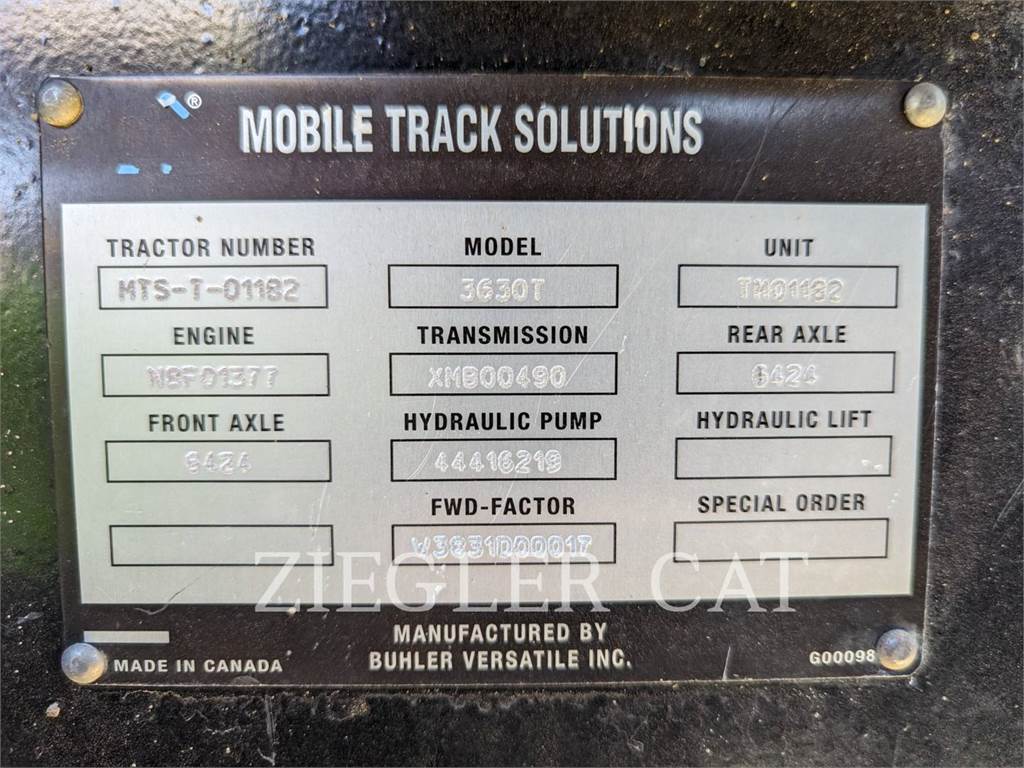 ®
MOBILE TRACK SOLUTIONS
TRACTOR NUMBER MODEL UNIT
MTS-T-01182 3630T TM01182
ENGINE TRANSMISSION REAR AXLE
N8F01377 XMB00490 6424
FRONT AXLE HYDRAULIC PUMP HYDRAULIC LIFT
6424 44416219
FWD-FACTOR SPECIAL ORDER
W3831D00017
ZIEGLER CAT
MANUFACTURED BY
MADE IN CANADA BUHLER VERSATILE INC. G00098